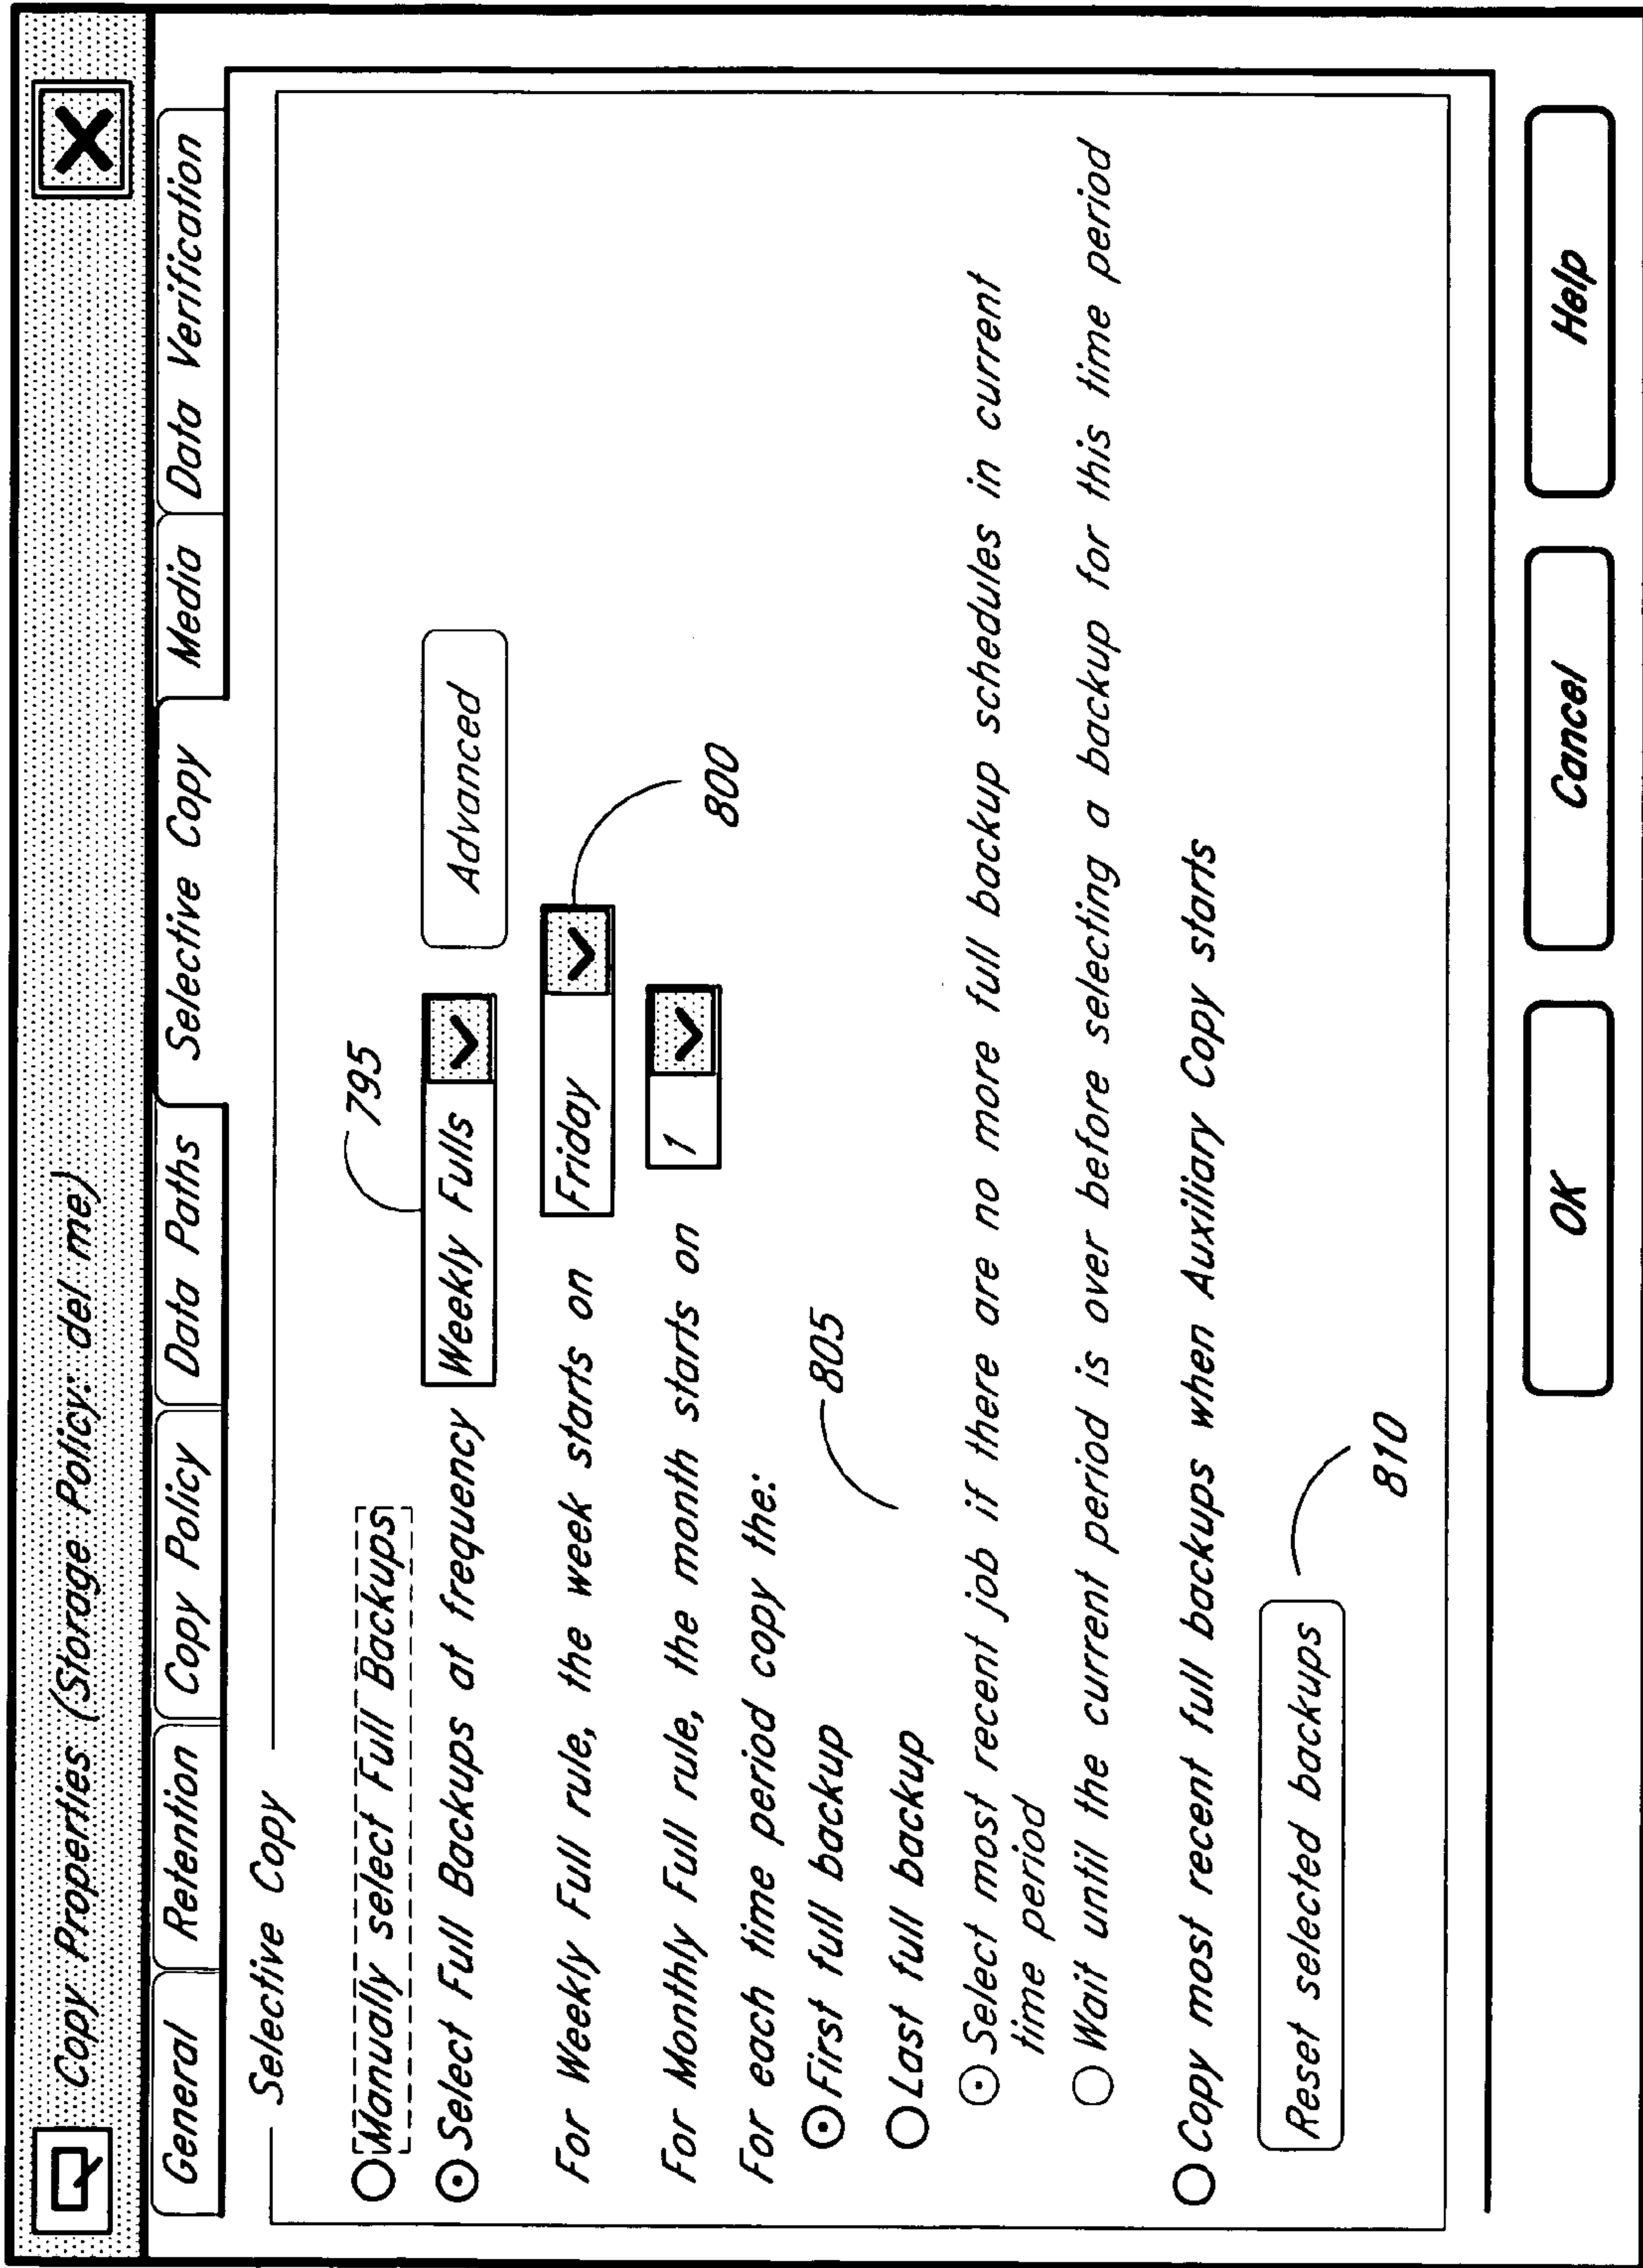 Copy Properties (Storage Policy: del me)
General Retention Copy Policy Data Paths Selective Copy Media Data Verification
Selective Copy
Manually select Full Backups
795
Select Full Backups at frequency Weekly Fulls Advanced
For Weekly Full rule, the week starts on Friday
800
For Monthly Full rule, the month starts on 1
For each time period copy the:
805
First full backup
Last full backup
Select most recent job if there are no more full backup schedules in current
time period
Wait until the current period is over before selecting a backup for this time period
Copy most recent full backups when Auxiliary Copy starts
Reset selected backups
810
OK Cancel Help